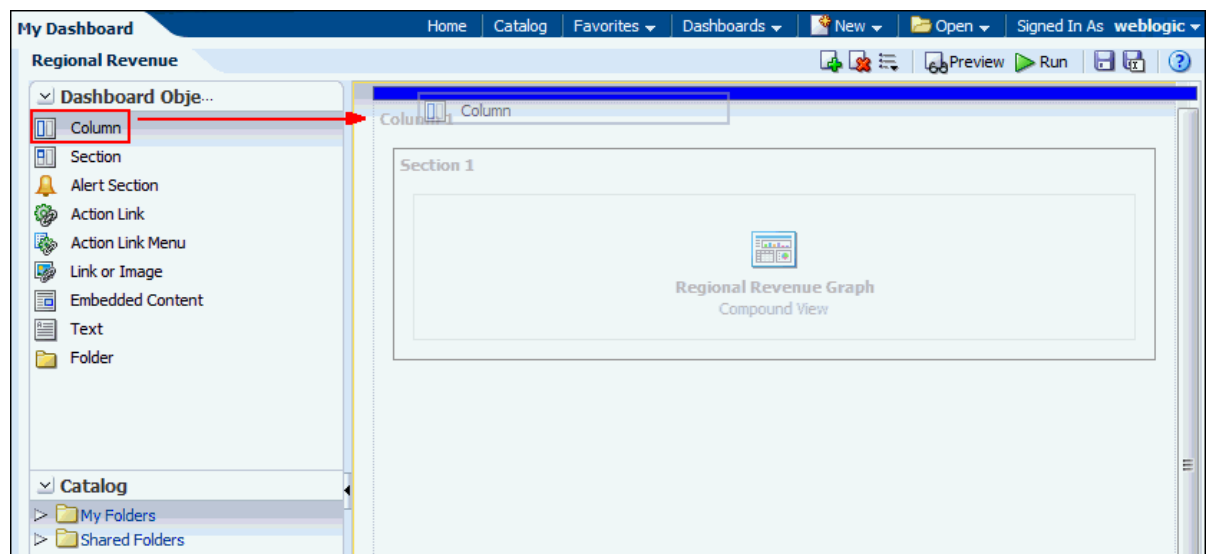 My Dashboard Home Catalog Favorites Dashboards New Open Signed In As weblogic
Regional Revenue Preview Run
Dashboard Obje...
Column
Section
Alert Section
Action Link
Action Link Menu
Link or Image
Embedded Content
Text
Folder
Catalog
My Folders
Shared Folders
Column
Column 1
Section 1
Regional Revenue Graph
Compound View